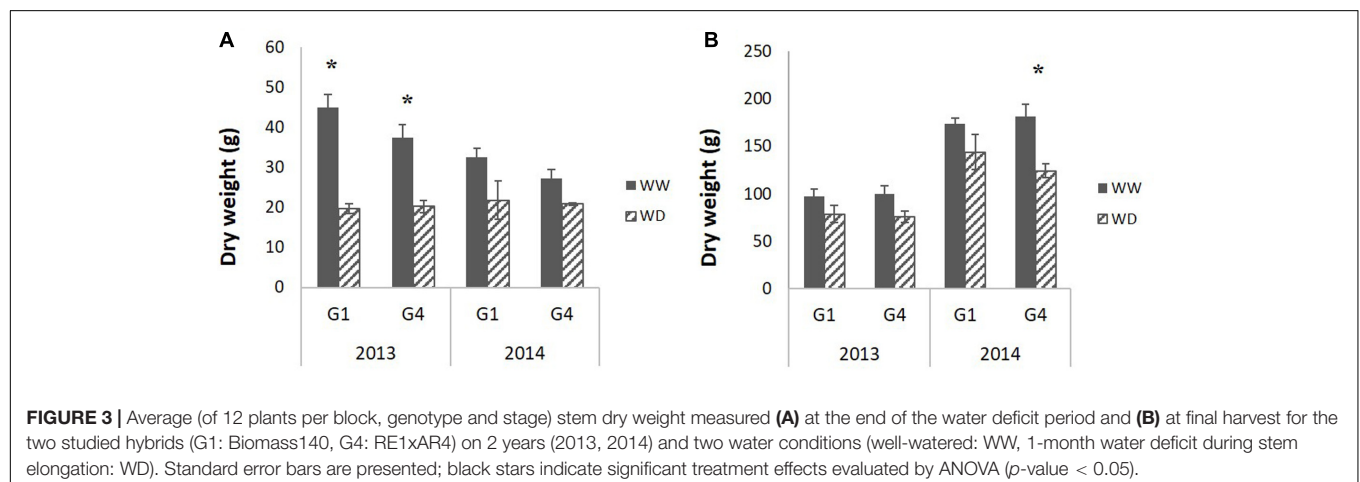 A
Dry weight (g)
60
50
40
30
20
10
0
*
*
G1
G4
G1
G4
2013
2014
WW
WD
B
Dry weight (g)
250
200
150
100
50
0
*
G1
G4
G1
G4
2013
2014
WW
WD
FIGURE 3 | Average (of 12 plants per block, genotype and stage) stem dry weight measured (A) at the end of the water deficit period and (B) at final harvest for the
two studied hybrids (G1: Biomass140, G4: RE1xAR4) on 2 years (2013, 2014) and two water conditions (well-watered: WW, 1-month water deficit during stem
elongation: WD). Standard error bars are presented; black stars indicate significant treatment effects evaluated by ANOVA (p-value < 0.05).